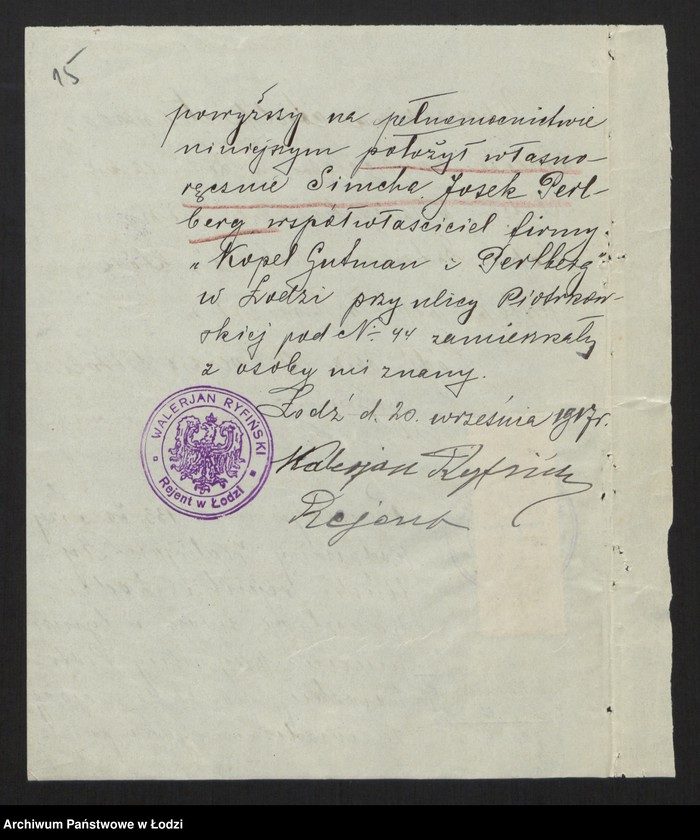 15
powyższy na pełnomocnictwie
niniejszym położył własno-
ręcznie Simcha Josek Perl-
berg współwłaściciel firmy
„Kopel Gutman i Perlberg"
w Łodzi przy ulicy Piotrkow-
skiej pod No 44 zamieszkały
z osoby mi znany.
Łodź d. 20 września 1917 r.
Walerjan Ryfiński
Rejent
WALERJAN RYFIŃSKI
Rejent w Łodzi
Archiwum Państwowe w Łodzi